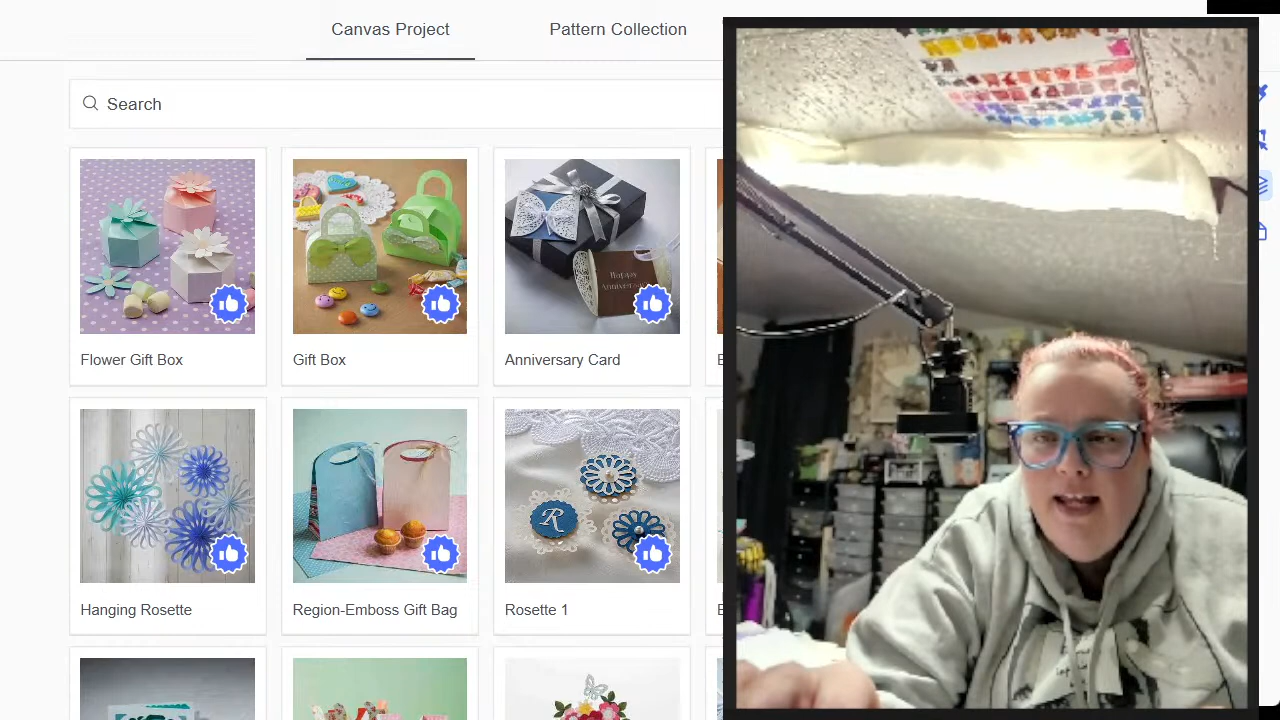 Canvas Project
Pattern Collection
Search
Happy
Flower Gift Box
Gift Box
Anniversary Card
R
Hanging Rosette
Region-Emboss Gift Bag
Rosette 1